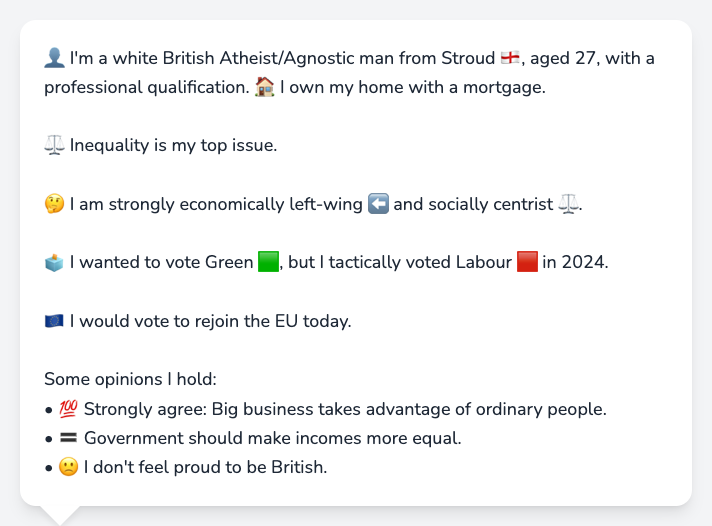 👤 I'm a white British Atheist/Agnostic man from Stroud 🏴󠁧󠁢󠁥󠁮󠁧󠁿, aged 27, with a
professional qualification. 🏠 I own my home with a mortgage.
⚖️ Inequality is my top issue.
🤔 I am strongly economically left-wing ⬅️ and socially centrist ⚖️.
🗳️ I wanted to vote Green 🟩, but I tactically voted Labour 🟥 in 2024.
🇪🇺 I would vote to rejoin the EU today.
Some opinions I hold:
• 💯 Strongly agree: Big business takes advantage of ordinary people.
• 🟰 Government should make incomes more equal.
• 🙁 I don't feel proud to be British.